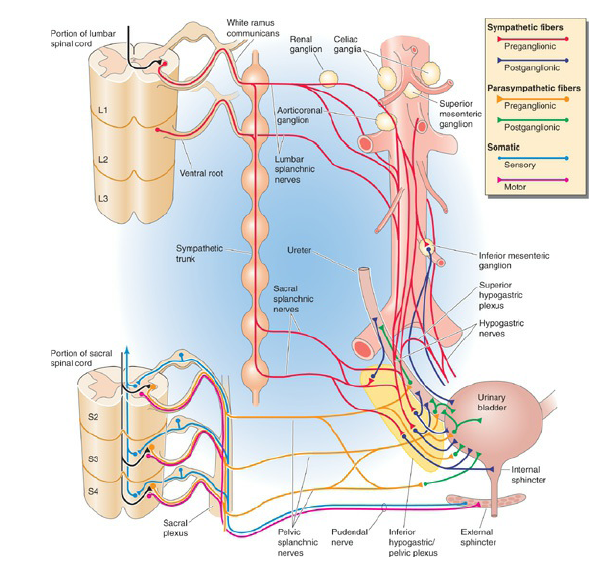 Portion of lumbar
spinal cord
White ramus
communicans
Renal
ganglion
Celiac
ganglia
Sympathetic fibers
Preganglionic
Postganglionic
Parasympathetic fibers
Preganglionic
Postganglionic
Somatic
Sensory
Motor
L1
L2
L3
Aorticorenal
ganglion
Superior
mesenteric
ganglion
Ventral root
Lumbar
splanchnic
nerves
Sympathetic
trunk
Ureter
Inferior mesenteric
ganglion
Sacral
splanchnic
nerves
Superior
hypogastric
plexus
Hypogastric
nerves
Portion of sacral
spinal cord
S2
S3
S4
Urinary
bladder
Internal
sphincter
Sacral
plexus
Pelvic
splanchnic
nerves
Pudendal
nerve
Inferior
hypogastric/
pelvic plexus
External
sphincter